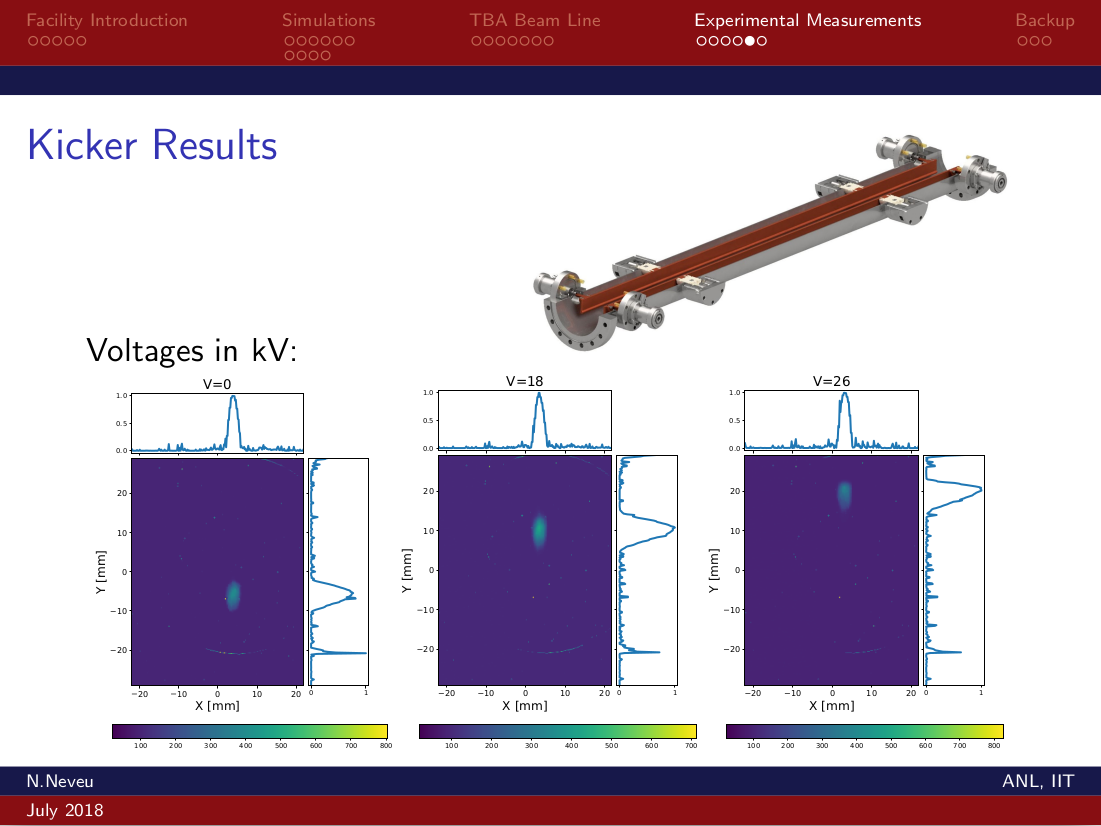 Facility Introduction Simulations TBA Beam Line Experimental Measurements Backup
Kicker Results
Voltages in kV:
V=0
1.0
0.5
0.0
20
10
0
−10
−20
Y [mm]
−20 −10 0 10 20
0 1
X [mm]
100 200 300 400 500 600 700 800
V=18
1.0
0.5
0.0
20
10
0
−10
−20
Y [mm]
−20 −10 0 10 20
0 1
X [mm]
100 200 300 400 500 600 700
V=26
1.0
0.5
0.0
20
10
0
−10
−20
Y [mm]
−20 −10 0 10 20
0 1
X [mm]
100 200 300 400 500 600 700 800
N.Neveu ANL, IIT
July 2018